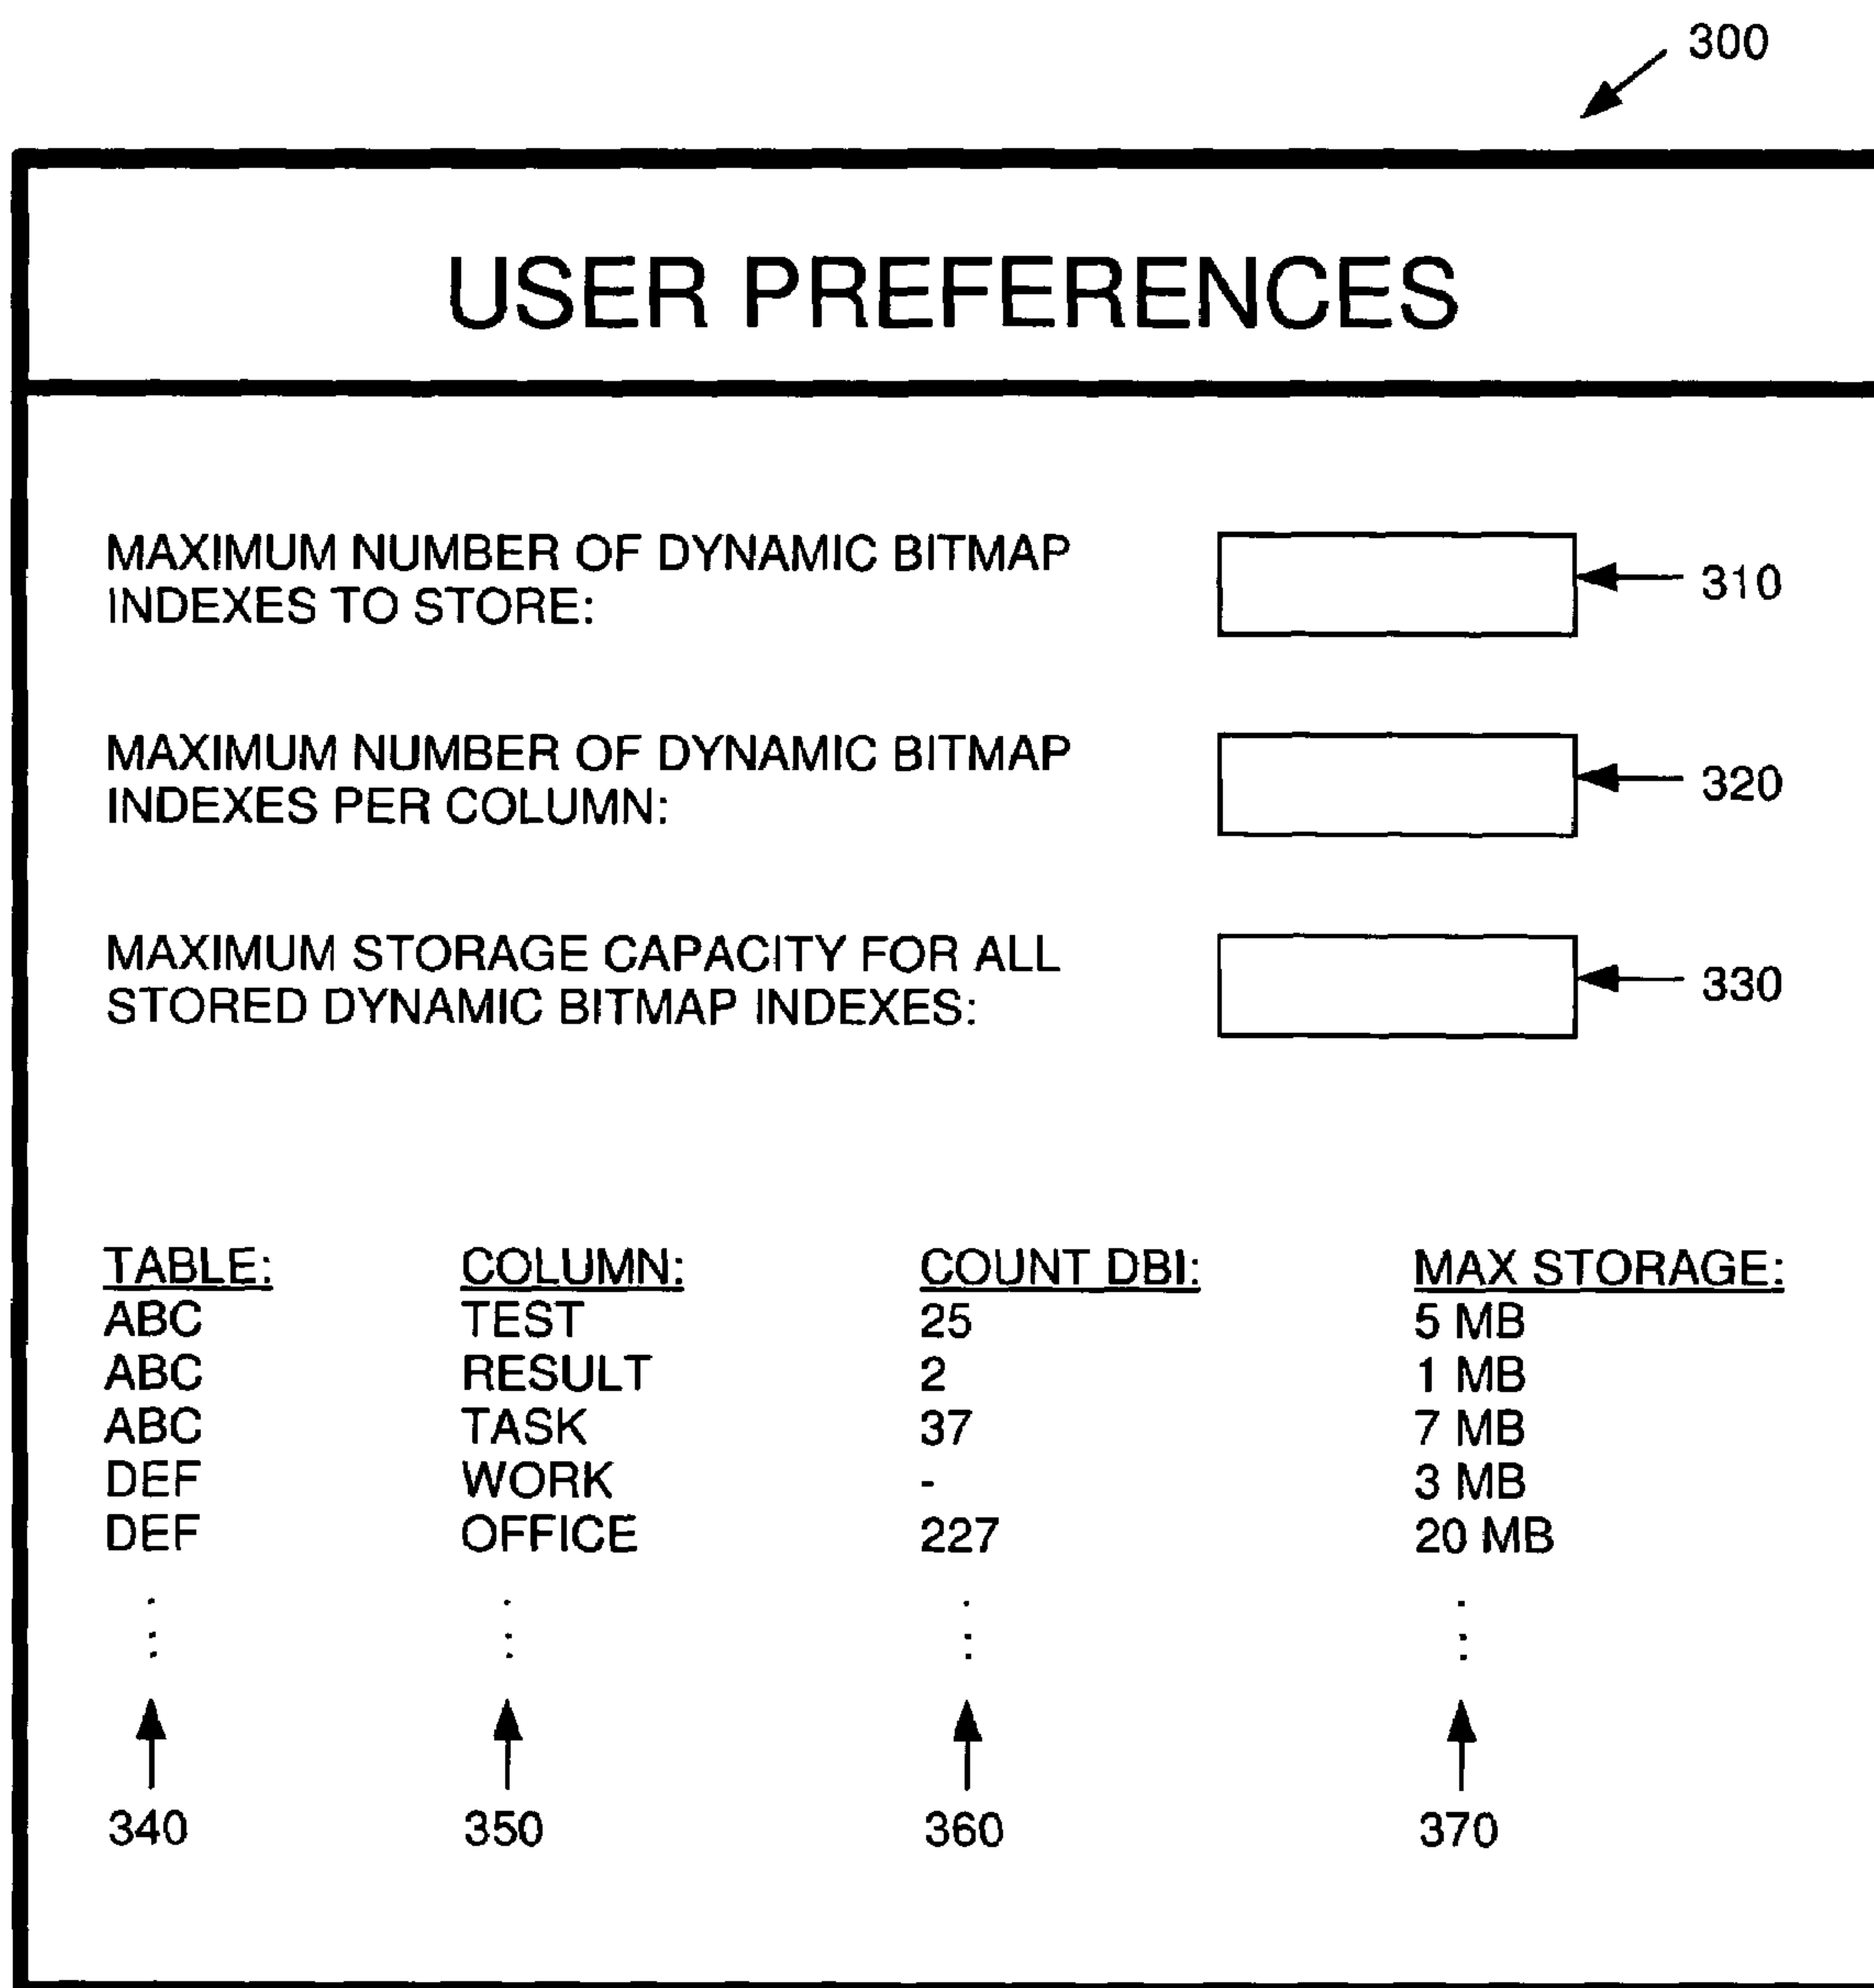 300
USER PREFERENCES
MAXIMUM NUMBER OF DYNAMIC BITMAP
INDEXES TO STORE:
310
MAXIMUM NUMBER OF DYNAMIC BITMAP
INDEXES PER COLUMN:
320
MAXIMUM STORAGE CAPACITY FOR ALL
STORED DYNAMIC BITMAP INDEXES:
330
TABLE: COLUMN: COUNT DBI: MAX STORAGE:
ABC TEST 25 5 MB
ABC RESULT 2 1 MB
ABC TASK 37 7 MB
DEF WORK - 3 MB
DEF OFFICE 227 20 MB
340 350 360 370